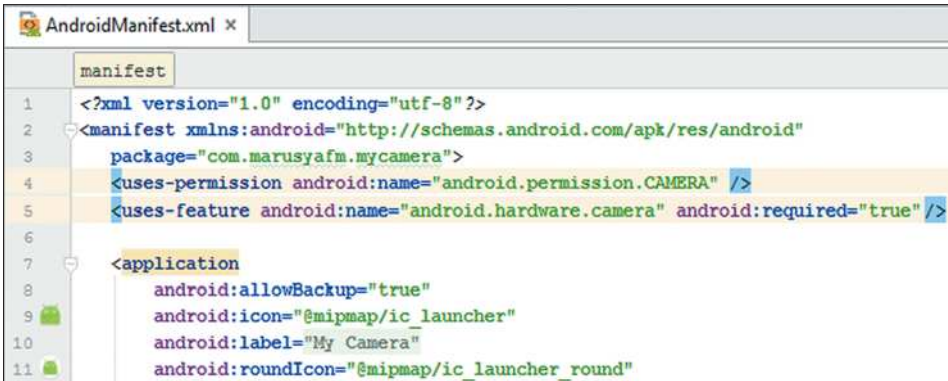 AndroidManifest.xml ×
manifest
1 <?xml version="1.0" encoding="utf-8"?>
2 <manifest xmlns:android="http://schemas.android.com/apk/res/android"
3 package="com.marusyafm.mycamera">
4 <uses-permission android:name="android.permission.CAMERA" />
5 <uses-feature android:name="android.hardware.camera" android:required="true"/>
6
7 <application
8 android:allowBackup="true"
9 android:icon="@mipmap/ic_launcher"
10 android:label="My Camera"
11 android:roundIcon="@mipmap/ic_launcher_round"